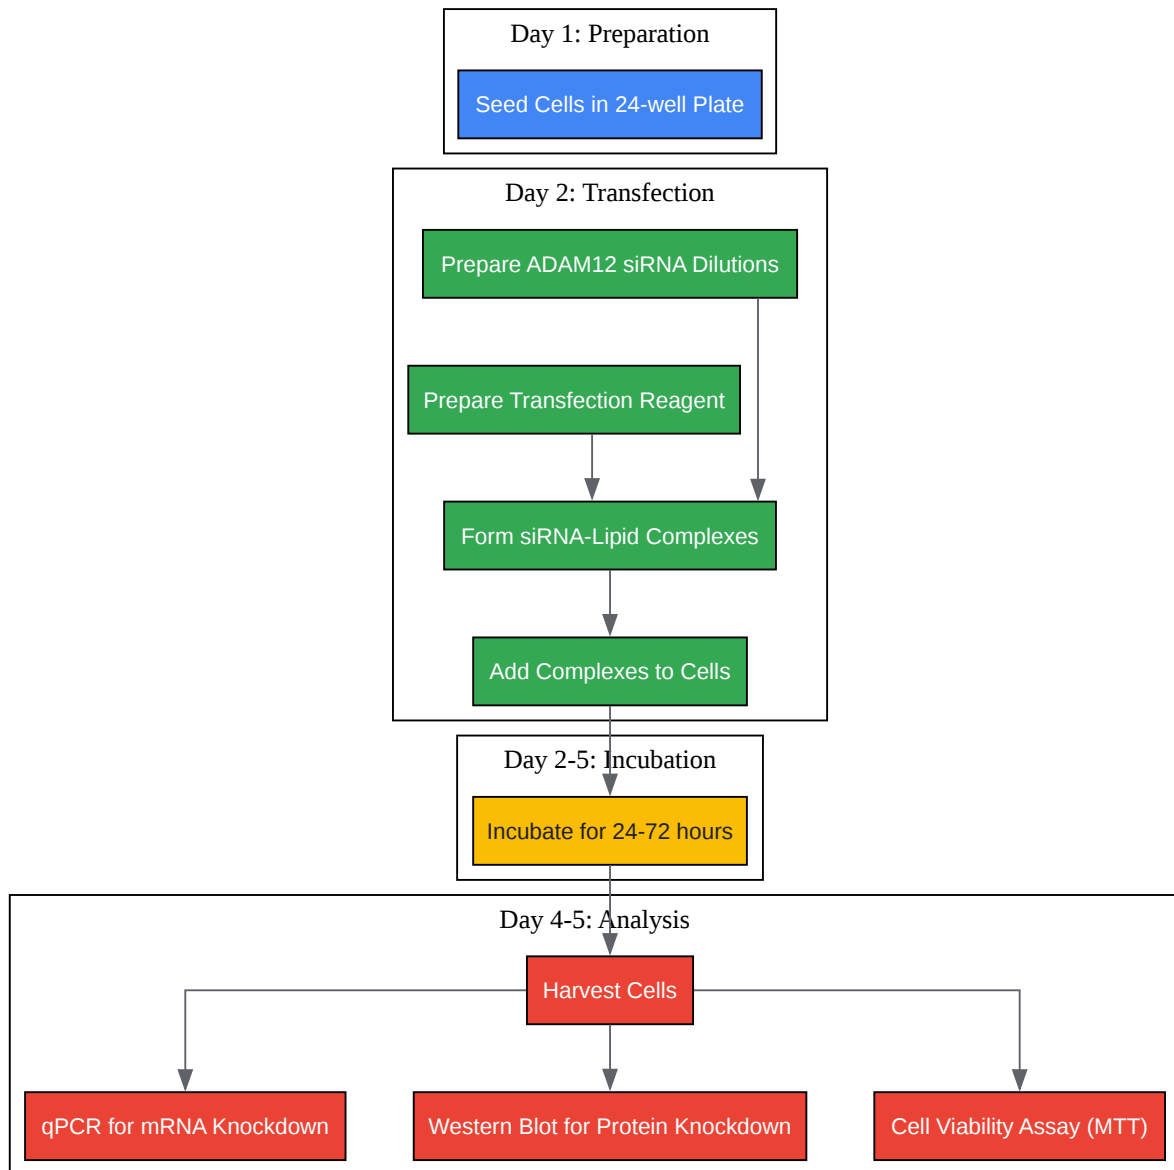 Day 1: Preparation
Seed Cells in 24-well Plate
Day 2: Transfection
Prepare ADAM12 siRNA Dilutions
Prepare Transfection Reagent
Form siRNA-Lipid Complexes
Add Complexes to Cells
Day 2-5: Incubation
Incubate for 24-72 hours
Day 4-5: Analysis
Harvest Cells
qPCR for mRNA Knockdown
Western Blot for Protein Knockdown
Cell Viability Assay (MTT)